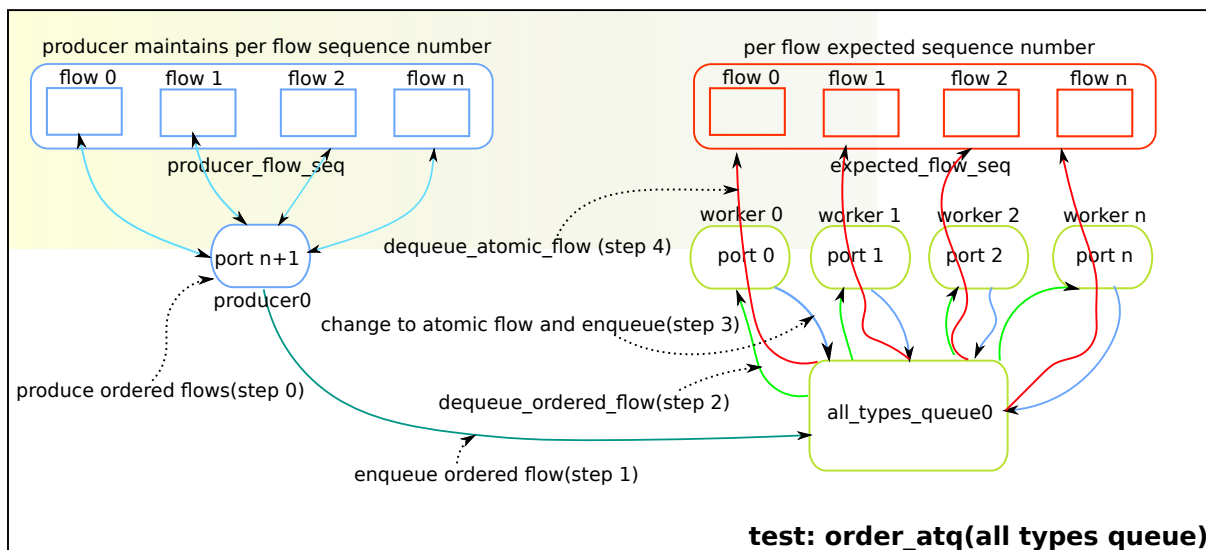 producer maintains per flow sequence number
flow 0
flow 1
flow 2
flow n
producer_flow_seq
per flow expected sequence number
flow 0
flow 1
flow 2
flow n
expected_flow_seq
worker 0
worker 1
worker 2
worker n
port 0
port 1
port 2
port n
port n+1
producer0
dequeue_atomic_flow (step 4)
change to atomic flow and enqueue(step 3)
produce ordered flows(step 0)
dequeue_ordered_flow(step 2)
all_types_queue0
enqueue ordered flow(step 1)
test: order_atq(all types queue)